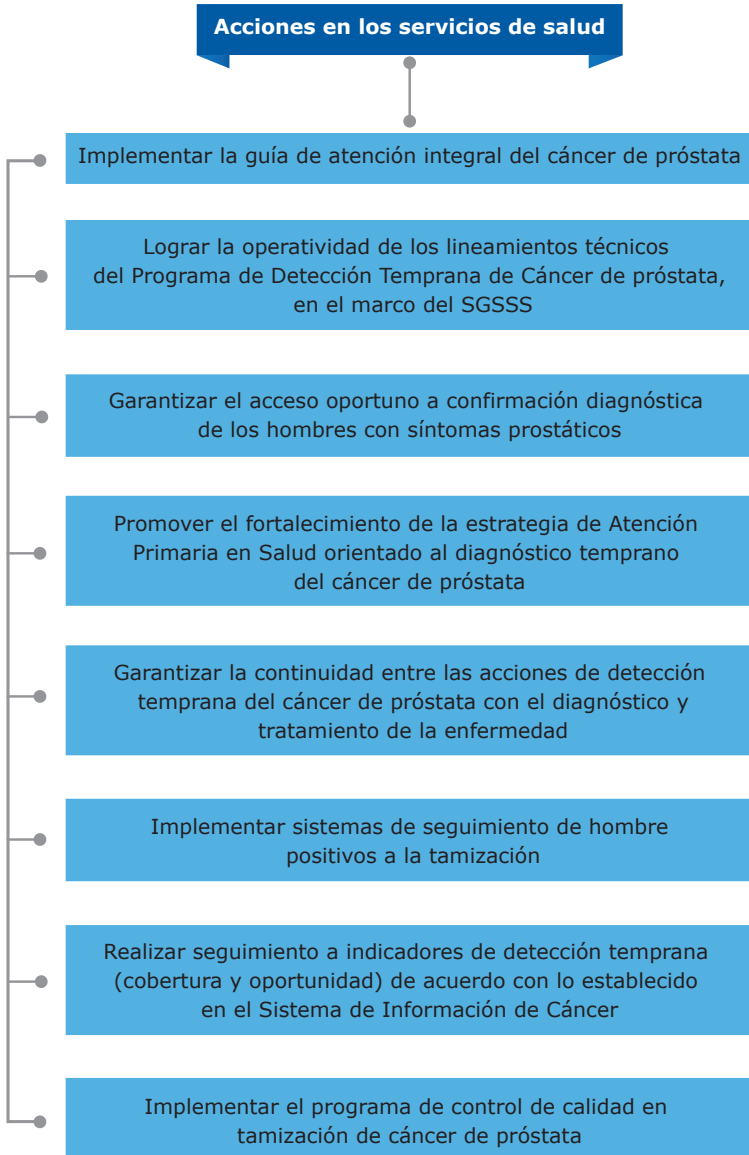 Acciones en los servicios de salud
Implementar la guía de atención integral del cáncer de próstata
Lograr la operatividad de los lineamientos técnicos
del Programa de Detección Temprana de Cáncer de próstata,
en el marco del SGSSS
Garantizar el acceso oportuno a confirmación diagnóstica
de los hombres con síntomas prostáticos
Promover el fortalecimiento de la estrategia de Atención
Primaria en Salud orientado al diagnóstico temprano
del cáncer de próstata
Garantizar la continuidad entre las acciones de detección
temprana del cáncer de próstata con el diagnóstico y
tratamiento de la enfermedad
Implementar sistemas de seguimiento de hombre
positivos a la tamización
Realizar seguimiento a indicadores de detección temprana
(cobertura y oportunidad) de acuerdo con lo establecido
en el Sistema de Información de Cáncer
Implementar el programa de control de calidad en
tamización de cáncer de próstata